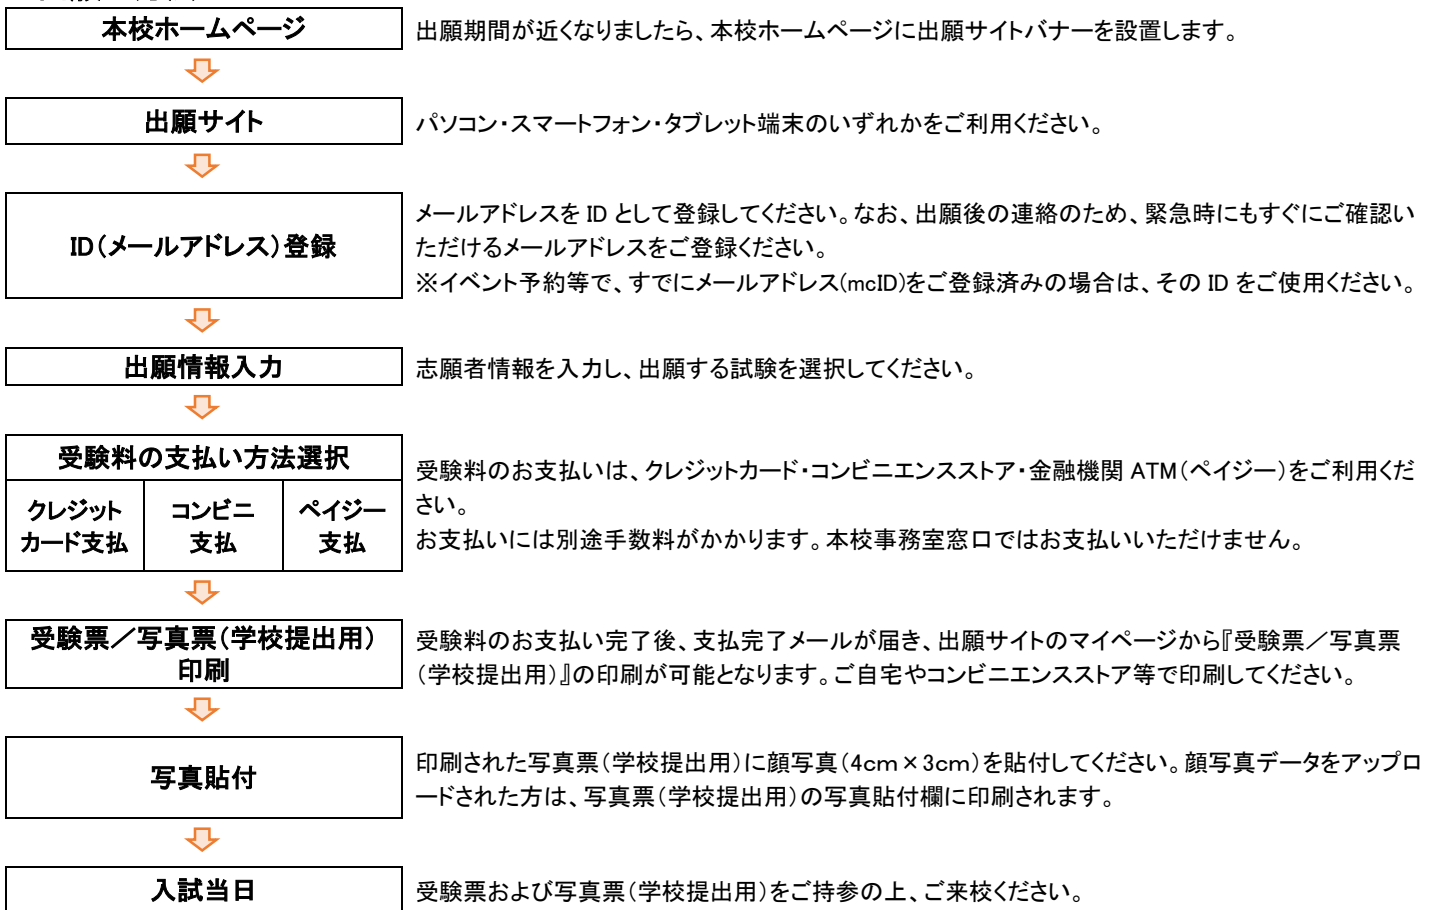 本校ホームページ
出願期間が近くなりましたら、本校ホームページに出願サイトバナーを設置します。
出願サイト
パソコン・スマートフォン・タブレット端末のいずれかをご利用ください。
ID(メールアドレス)登録
メールアドレスを ID として登録してください。なお、出願後の連絡のため、緊急時にもすぐにご確認い
ただけるメールアドレスをご登録ください。
※イベント予約等で、すでにメールアドレス(mcID)をご登録済みの場合は、その ID をご使用ください。
出願情報入力
志願者情報を入力し、出願する試験を選択してください。
受験料の支払い方法選択
クレジット
カード支払
コンビニ
支払
ペイジー
支払
受験料のお支払いは、クレジットカード・コンビニエンスストア・金融機関 ATM(ペイジー)をご利用くだ
さい。
お支払いには別途手数料がかかります。本校事務室窓口ではお支払いいただけません。
受験票/写真票(学校提出用)
印刷
受験料のお支払い完了後、支払完了メールが届き、出願サイトのマイページから『受験票/写真票
(学校提出用)』の印刷が可能となります。ご自宅やコンビニエンスストア等で印刷してください。
写真貼付
印刷された写真票(学校提出用)に顔写真(4cm×3cm)を貼付してください。顔写真データをアップロ
ードされた方は、写真票(学校提出用)の写真貼付欄に印刷されます。
入試当日
受験票および写真票(学校提出用)をご持参の上、ご来校ください。